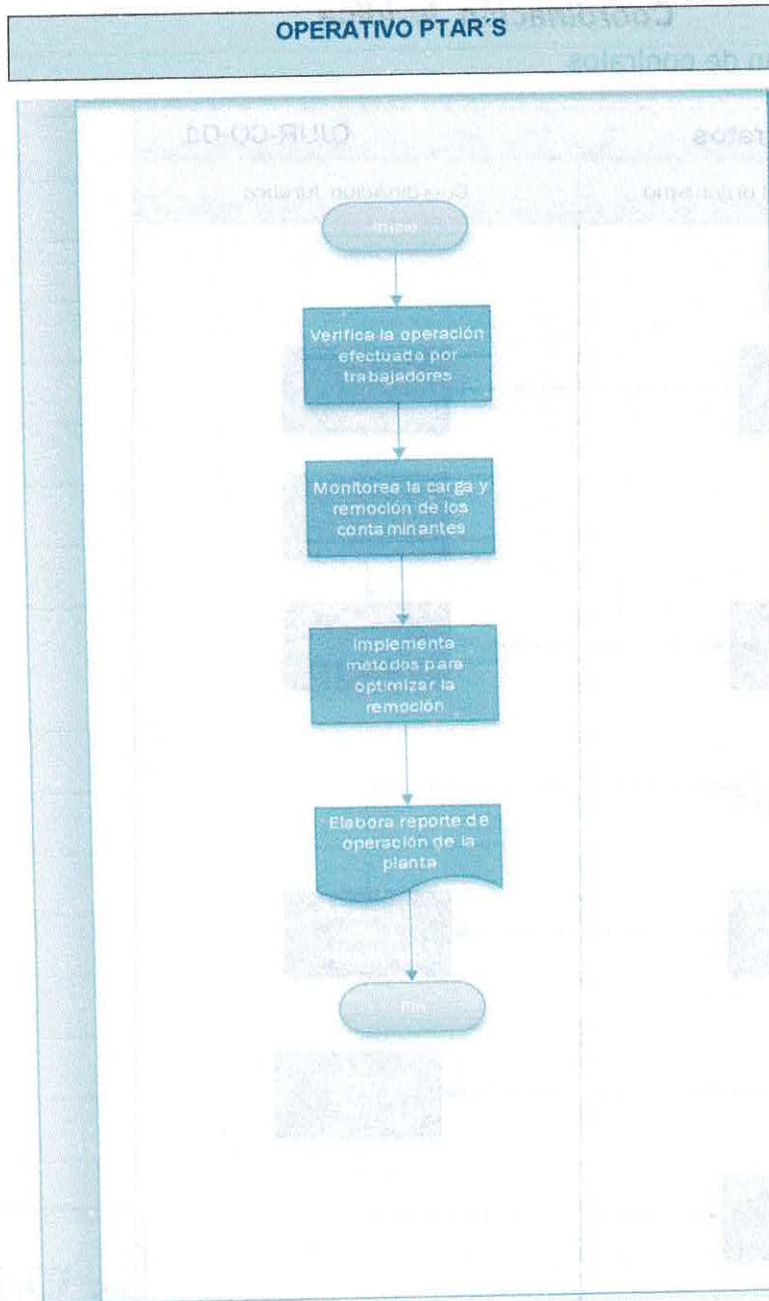 OPERATIVO PTAR´S
Inicio
Verifica la operación
efectuada por
trabajadores
Monitorea la carga y
remoción de los
contaminantes
Implementa
métodos para
optimizar la
remoción
Elabora reporte de
operación de la
planta
Fin